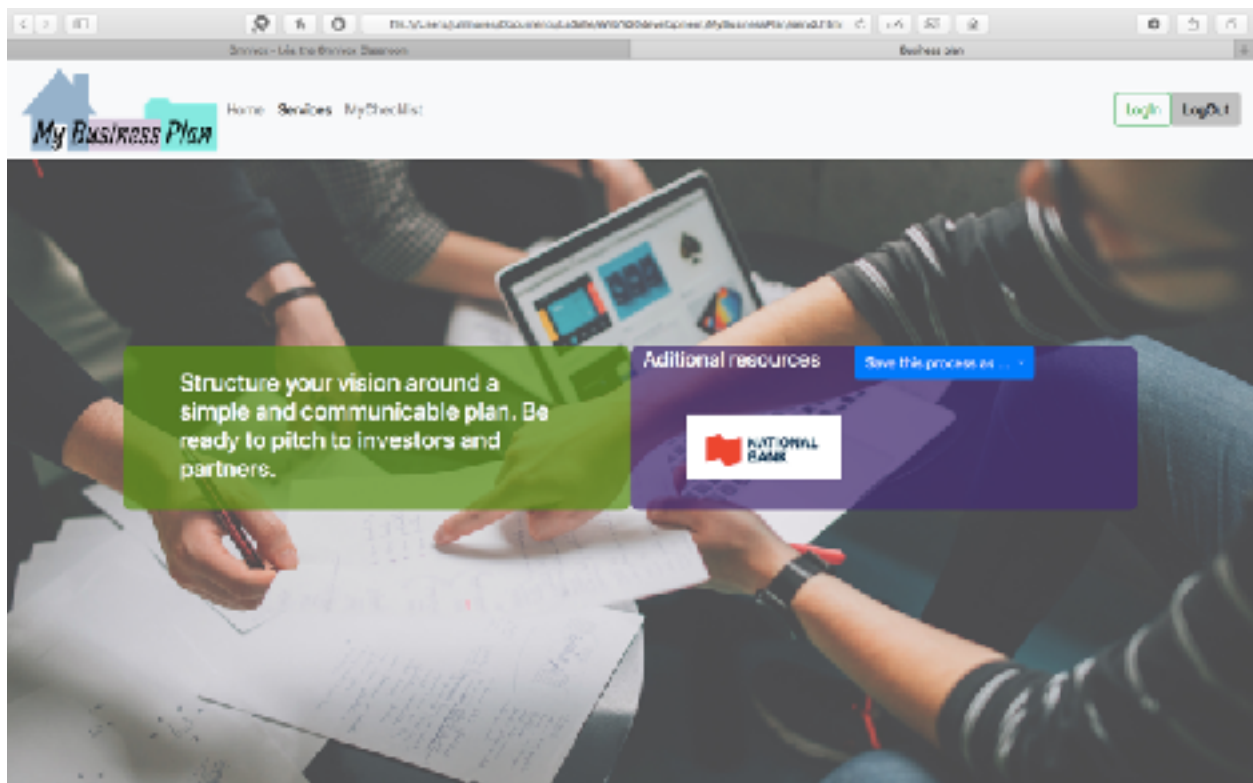 Business plan
My Business Plan
Home Services MyChecklist
LogIn LogOut
Structure your vision around a
simple and communicable plan. Be
ready to pitch to investors and
partners.
Aditional resources
Save this process as ...
NATIONAL
BANK